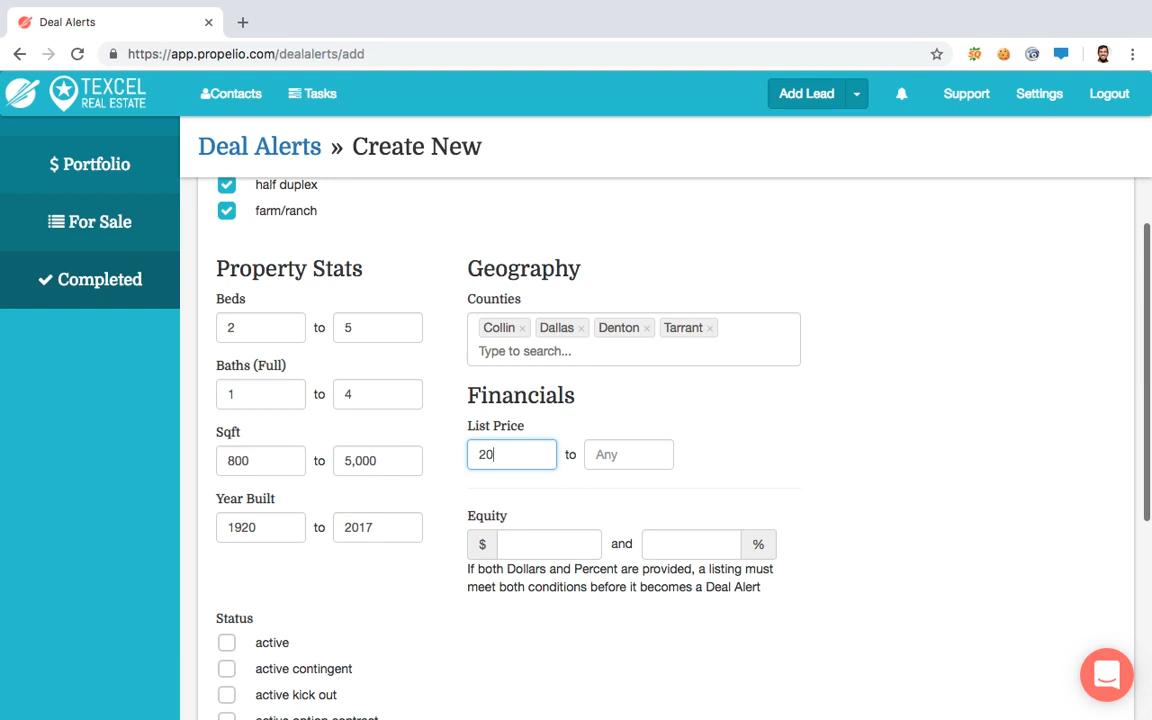 Deal Alerts
https://app.propelio.com/dealalerts/add
TEXCEL
REAL ESTATE
Contacts
Tasks
Add Lead
Support
Settings
Logout
$ Portfolio
For Sale
Completed
Deal Alerts » Create New
half duplex
farm/ranch
Property Stats
Beds
2 to 5
Baths (Full)
1 to 4
Sqft
800 to 5,000
Year Built
1920 to 2017
Geography
Counties
Collin × Dallas × Denton × Tarrant ×
Type to search...
Financials
List Price
20 to Any
Equity
$ and %
If both Dollars and Percent are provided, a listing must
meet both conditions before it becomes a Deal Alert
Status
active
active contingent
active kick out
active option contract